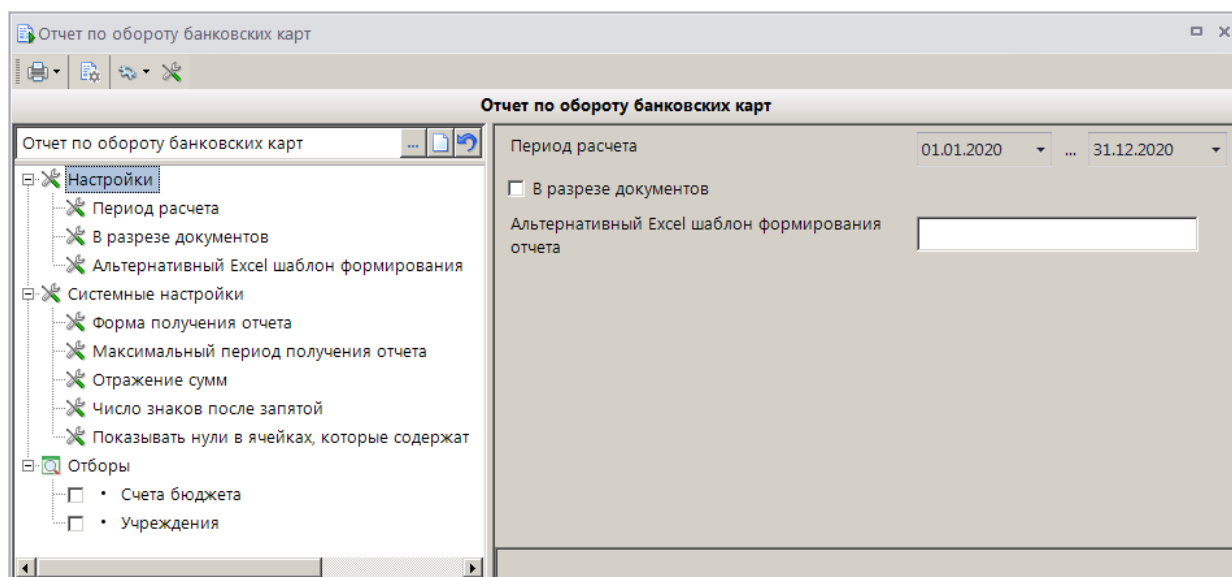 Отчет по обороту банковских карт
Отчет по обороту банковских карт
Отчет по обороту банковских карт ...
Настройки
Период расчета
В разрезе документов
Альтернативный Excel шаблон формирования
Системные настройки
Форма получения отчета
Максимальный период получения отчета
Отражение сумм
Число знаков после запятой
Показывать нули в ячейках, которые содержат
Отборы
• Счета бюджета
• Учреждения
Период расчета 01.01.2020 ... 31.12.2020
В разрезе документов
Альтернативный Excel шаблон формирования
отчета